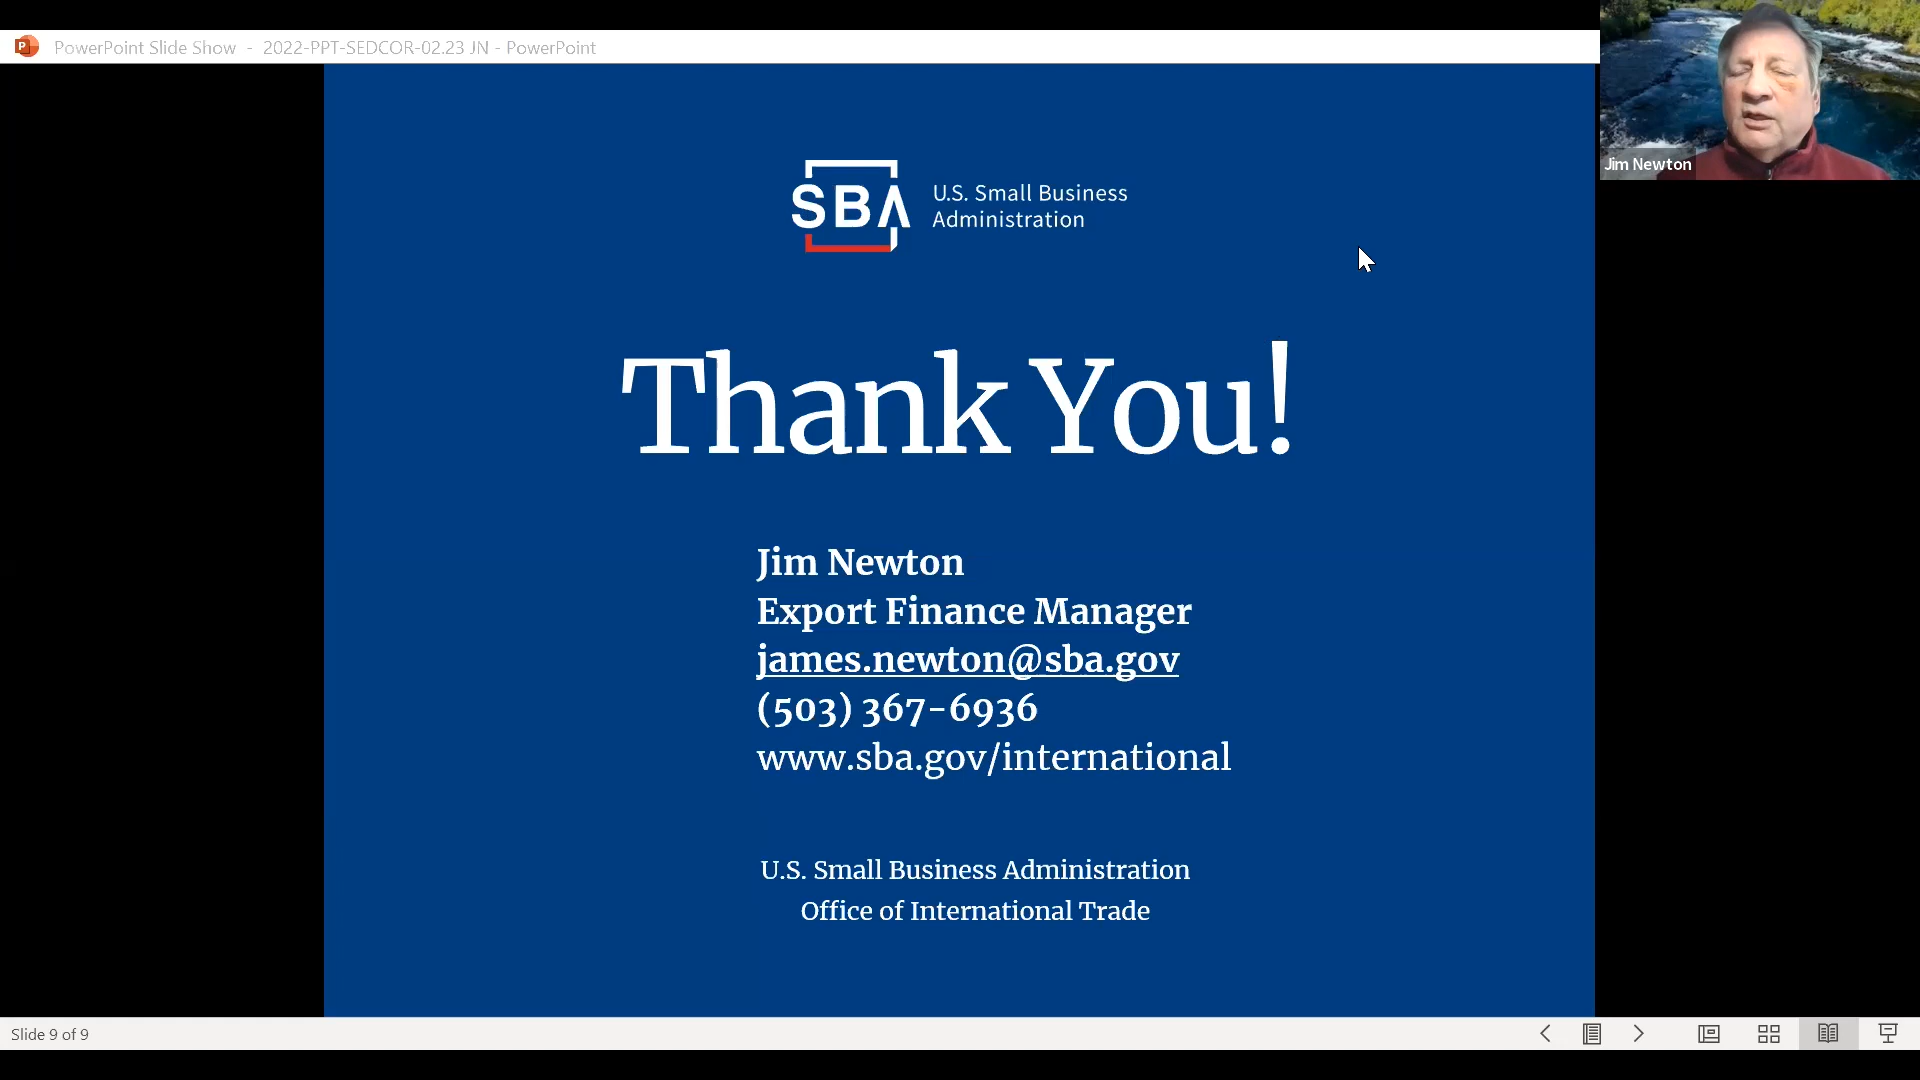 PowerPoint Slide Show - 2022-PPT-SEDCOR-02.23 JN - PowerPoint
Jim Newton
SBA
U.S. Small Business
Administration
Thank You!
Jim Newton
Export Finance Manager
james.newton@sba.gov
(503) 367-6936
www.sba.gov/international
U.S. Small Business Administration
Office of International Trade
Slide 9 of 9